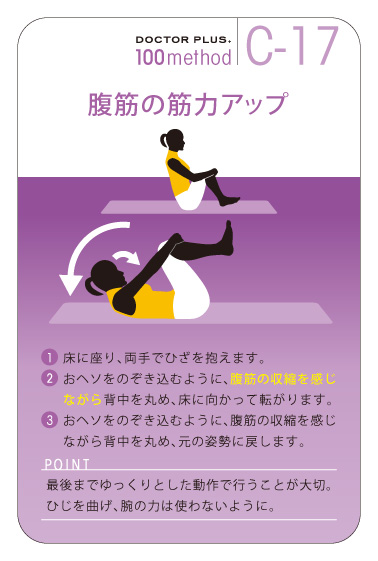 DOCTOR PLUS.
100method
C-17
腹筋の筋力アップ
1 床に座り、両手でひざを抱えます。
2 おヘソをのぞき込むように、腹筋の収縮を感じ
ながら背中を丸め、床に向かって転がります。
3 おヘソをのぞき込むように、腹筋の収縮を感じ
ながら背中を丸め、元の姿勢に戻します。
POINT
最後までゆっくりとした動作で行うことが大切。
ひじを曲げ、腕の力は使わないように。